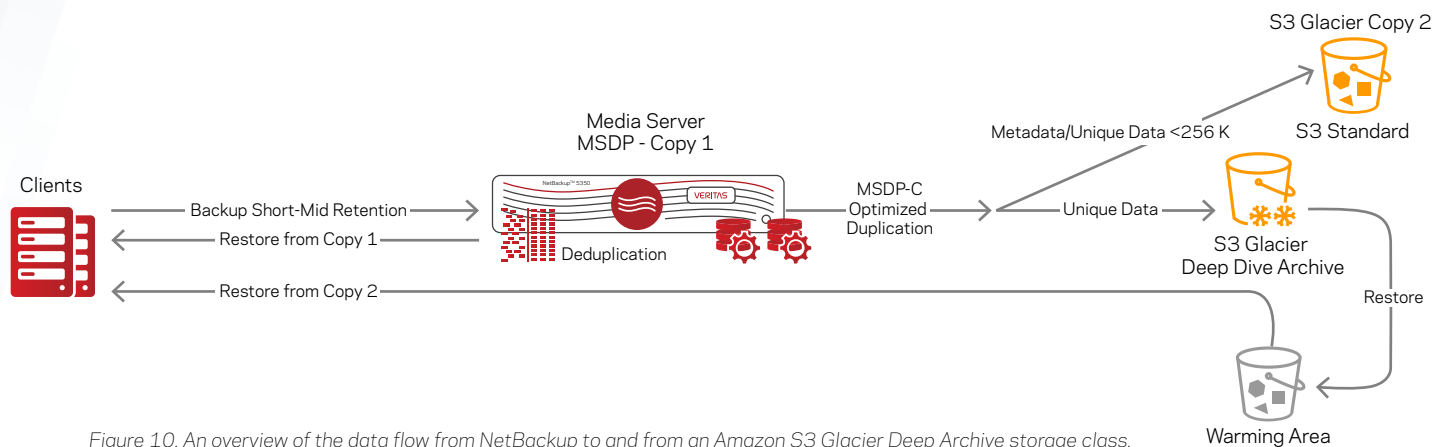 S3 Glacier Copy 2
S3 Standard
Metadata/Unique Data <256 K
Media Server
MSDP - Copy 1
NetBackup™ 5350
VERITAS
Deduplication
Clients
Backup Short-Mid Retention
Restore from Copy 1
Restore from Copy 2
MSDP-C
Optimized
Duplication
Unique Data
S3 Glacier
Deep Dive Archive
Restore
Warming Area
Figure 10. An overview of the data flow from NetBackup to and from an Amazon S3 Glacier Deep Archive storage class.